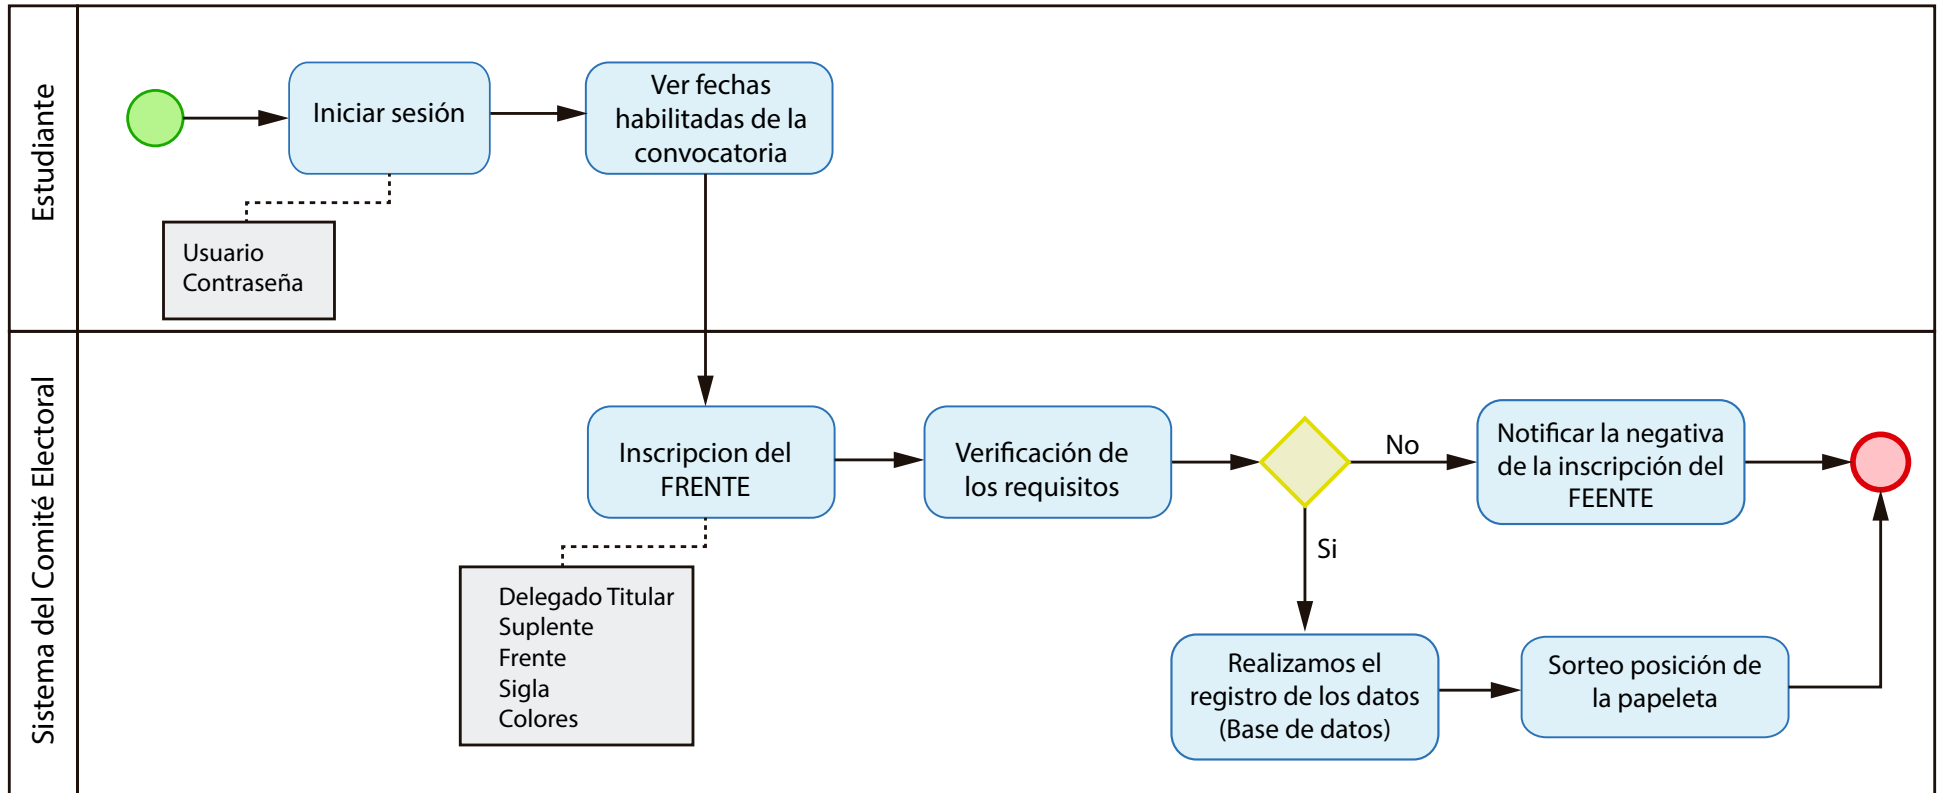 Estudiante
Iniciar sesión
Ver fechas
habilitadas de la
convocatoria
Usuario
Contraseña
Sistema del Comité Electoral
Inscripcion del
FRENTE
Verificación de
los requisitos
No
Notificar la negativa
de la inscripción del
FEENTE
Si
Delegado Titular
Suplente
Frente
Sigla
Colores
Realizamos el
registro de los datos
(Base de datos)
Sorteo posición de
la papeleta